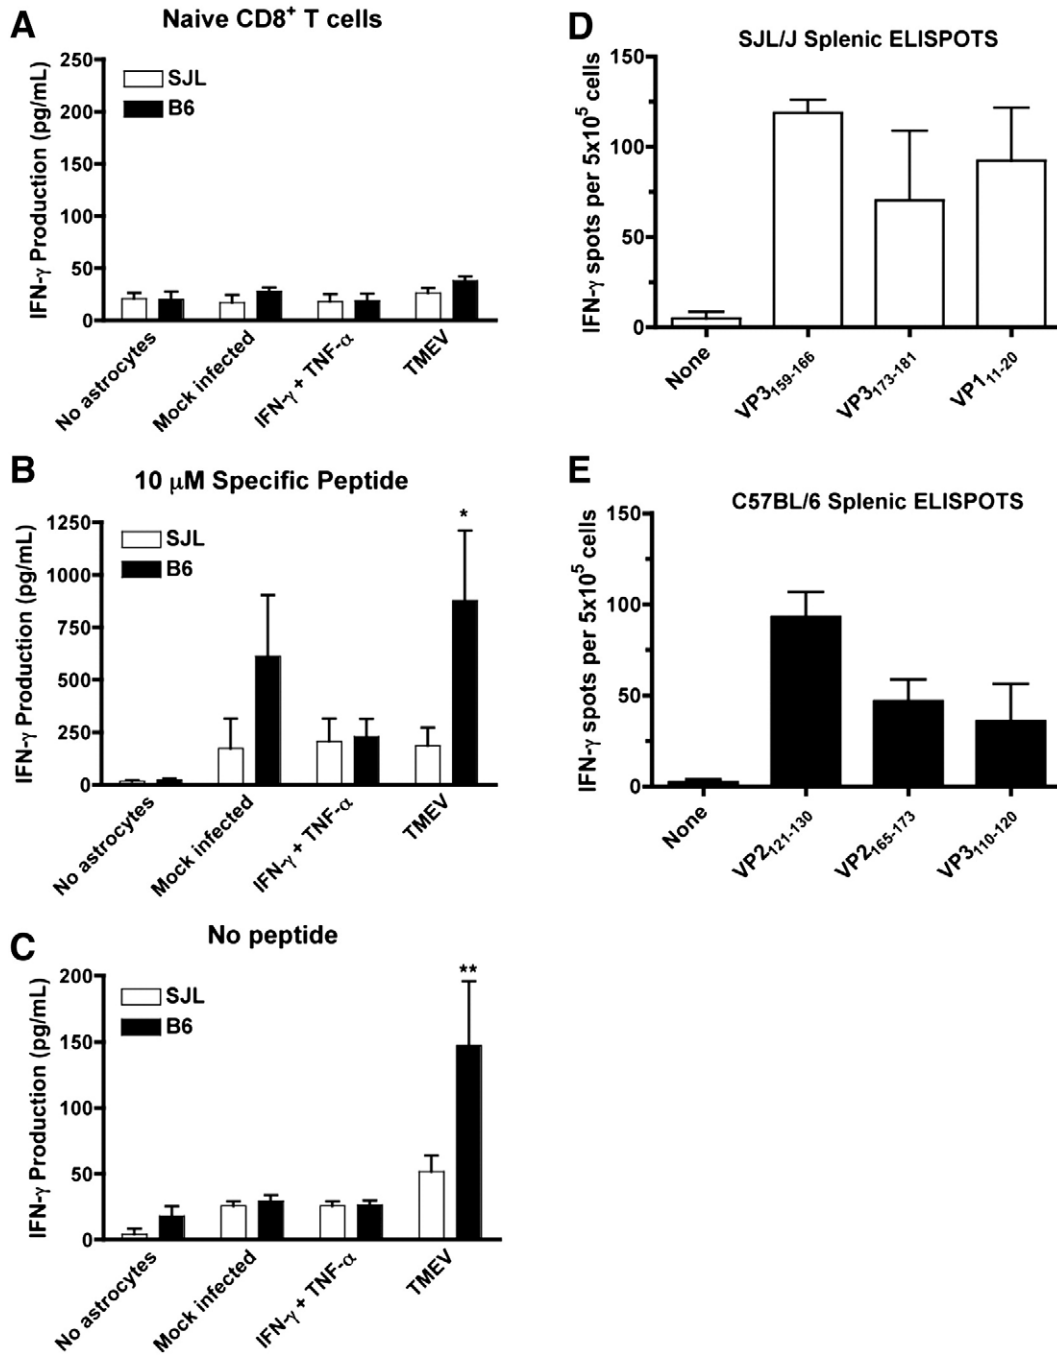 A
Naive CD8+ T cells
IFN-γ Production (pg/mL)
250
200
150
100
50
0
SJL
B6
No astrocytes
Mock infected
IFN-γ + TNF-α
TMEV
B
10 μM Specific Peptide
IFN-γ Production (pg/mL)
1250
1000
750
500
250
0
SJL
B6
*
No astrocytes
Mock infected
IFN-γ + TNF-α
TMEV
C
No peptide
IFN-γ Production (pg/mL)
200
150
100
50
0
SJL
B6
**
No astrocytes
Mock infected
IFN-γ + TNF-α
TMEV
D
SJL/J Splenic ELISPOTS
IFN-γ spots per 5x10⁵ cells
150
100
50
0
None
VP3₁₅₉₋₁₆₆
VP3₁₇₃₋₁₈₁
VP1₁₁₋₂₀
E
C57BL/6 Splenic ELISPOTS
IFN-γ spots per 5x10⁵ cells
150
100
50
0
None
VP2₁₂₁₋₁₃₀
VP2₁₆₅₋₁₇₃
VP3₁₁₀₋₁₂₀